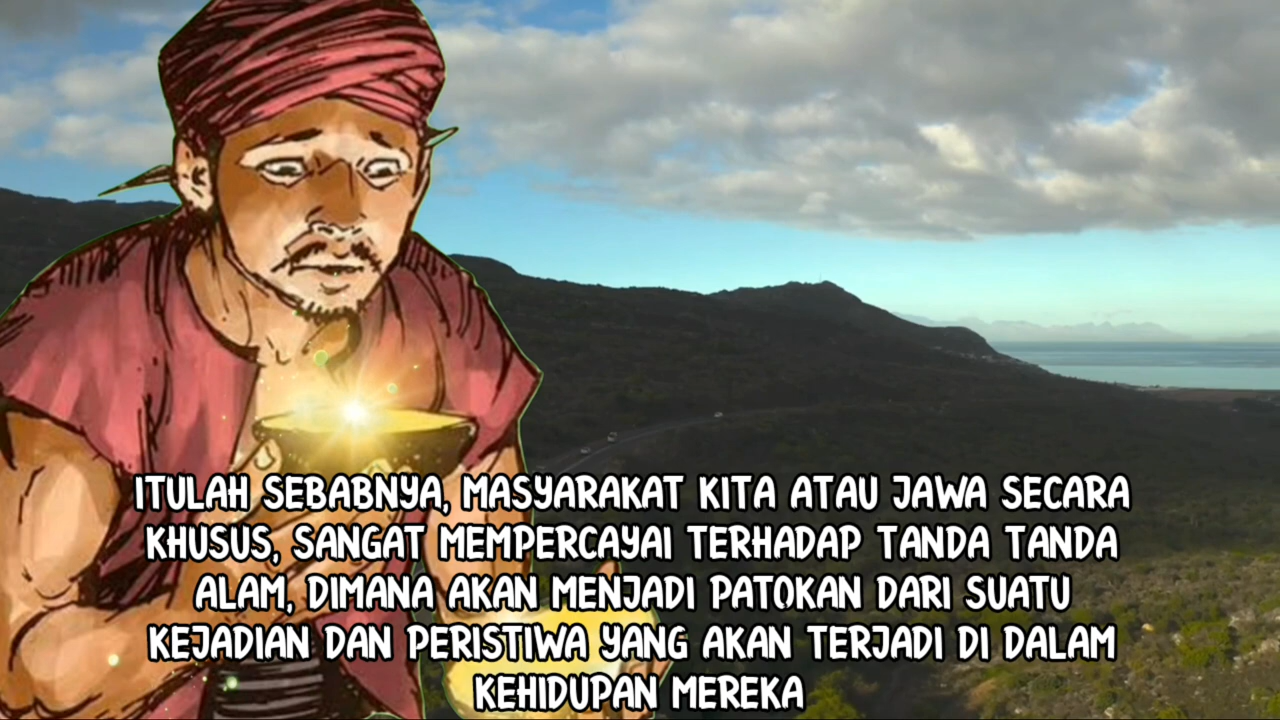 ITULAH SEBABNYA, MASYARAKAT KITA ATAU JAWA SECARA
KHUSUS, SANGAT MEMPERCAYAI TERHADAP TANDA TANDA
ALAM, DIMANA AKAN MENJADI PATOKAN DARI SUATU
KEJADIAN DAN PERISTIWA YANG AKAN TERJADI DI DALAM
KEHIDUPAN MEREKA